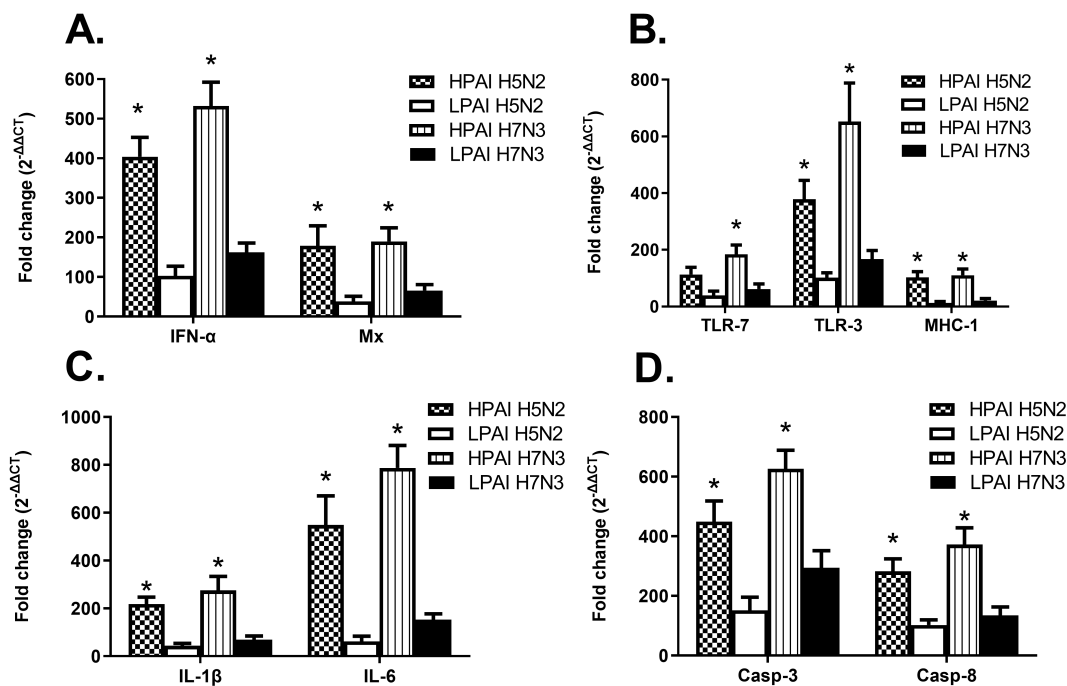 A.
* *
600
500
400
300
200
100
0
Fold change (2-ΔΔCT)
HPAI H5N2
LPAI H5N2
HPAI H7N3
LPAI H7N3
* *
IFN-α Mx
B.
*
800
600
400
200
0
Fold change (2-ΔΔCT)
HPAI H5N2
LPAI H5N2
HPAI H7N3
LPAI H7N3
* * * *
TLR-7 TLR-3 MHC-1
C.
1000
800
600
400
200
0
Fold change (2-ΔΔCT)
HPAI H5N2
LPAI H5N2
HPAI H7N3
LPAI H7N3
* * * *
IL-1β IL-6
D.
800
600
400
200
0
Fold change (2-ΔΔCT)
HPAI H5N2
LPAI H5N2
HPAI H7N3
LPAI H7N3
* * * *
Casp-3 Casp-8